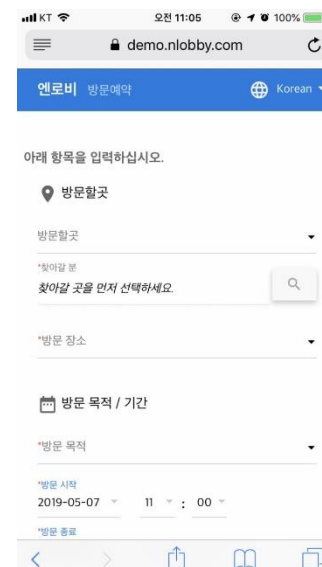 KT 오전 11:05 100%
demo.nlobby.com
엔로비 방문예약 Korean
아래 항목을 입력하십시오.
방문할곳
방문할곳
*찾아갈 분
찾아갈 곳을 먼저 선택하세요.
*방문 장소
방문 목적 / 기간
*방문 목적
*방문 시작
2019-05-07 11 : 00
*방문 종료